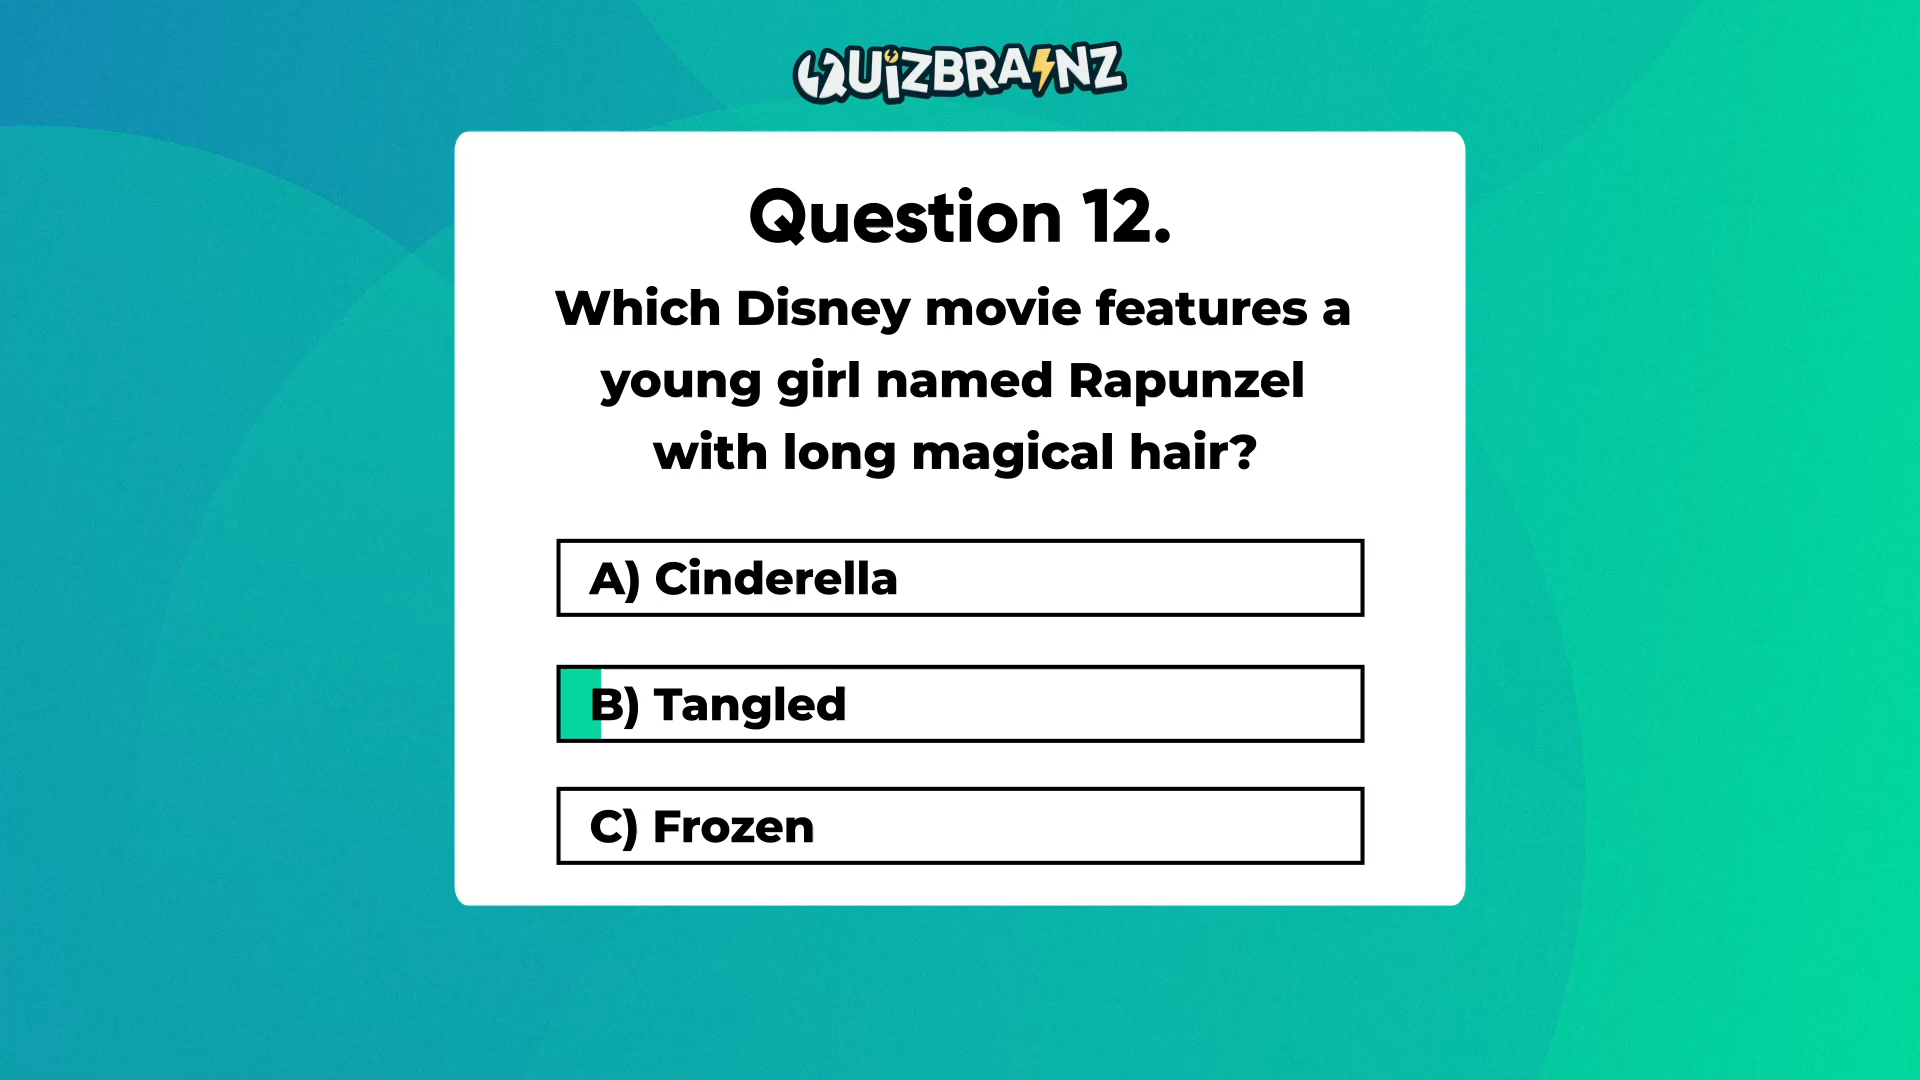 QUIZBRAINZ
Question 12.
Which Disney movie features a
young girl named Rapunzel
with long magical hair?
A) Cinderella
B) Tangled
C) Frozen